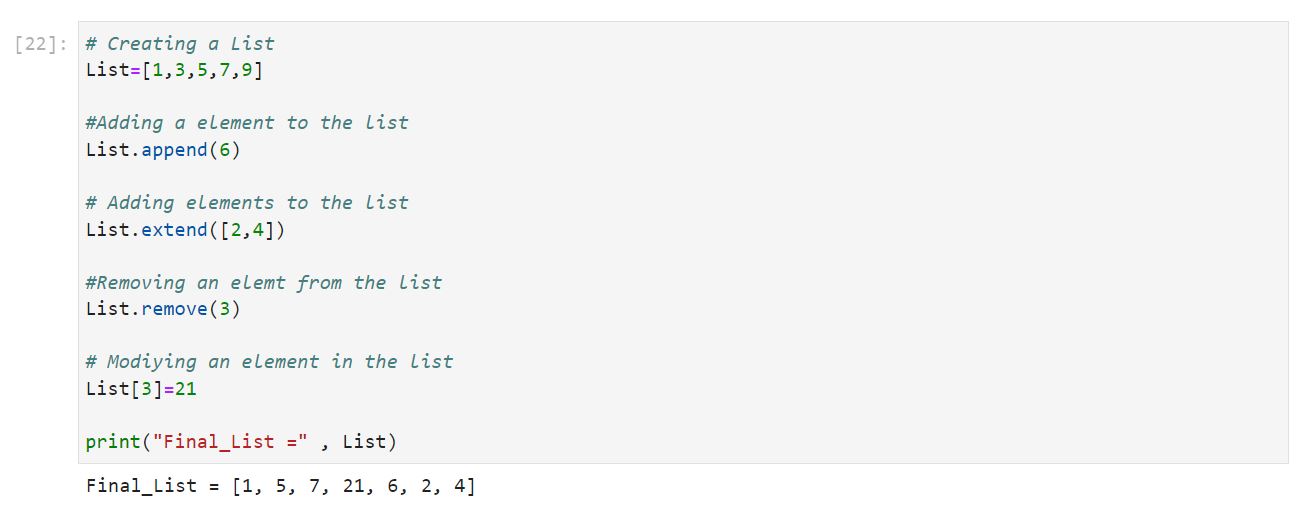 [22]: # Creating a List
List=[1,3,5,7,9]
#Adding a element to the list
List.append(6)
# Adding elements to the list
List.extend([2,4])
#Removing an elemt from the list
List.remove(3)
# Modiying an element in the list
List[3]=21
print("Final_List =" , List)
Final_List = [1, 5, 7, 21, 6, 2, 4]